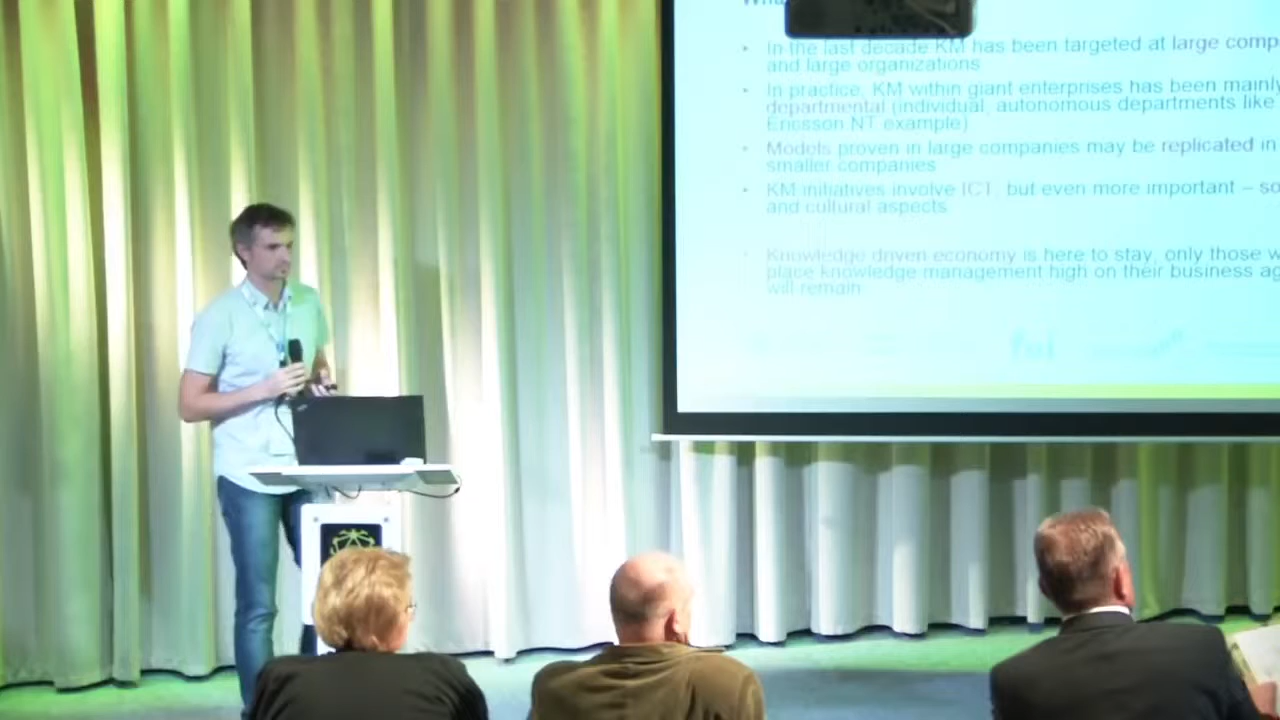 • In the last decade KM has been targeted at large comp
and large organizations
• In practice, KM within giant enterprises has been mainly
departmental (individual, autonomous departments like
Ericsson NT example)
• Models proven in large companies may be replicated in
smaller companies
• KM initiatives involve ICT, but even more important – so
and cultural aspects
• Knowledge driven economy is here to stay, only those w
place knowledge management high on their business ag
will remain.